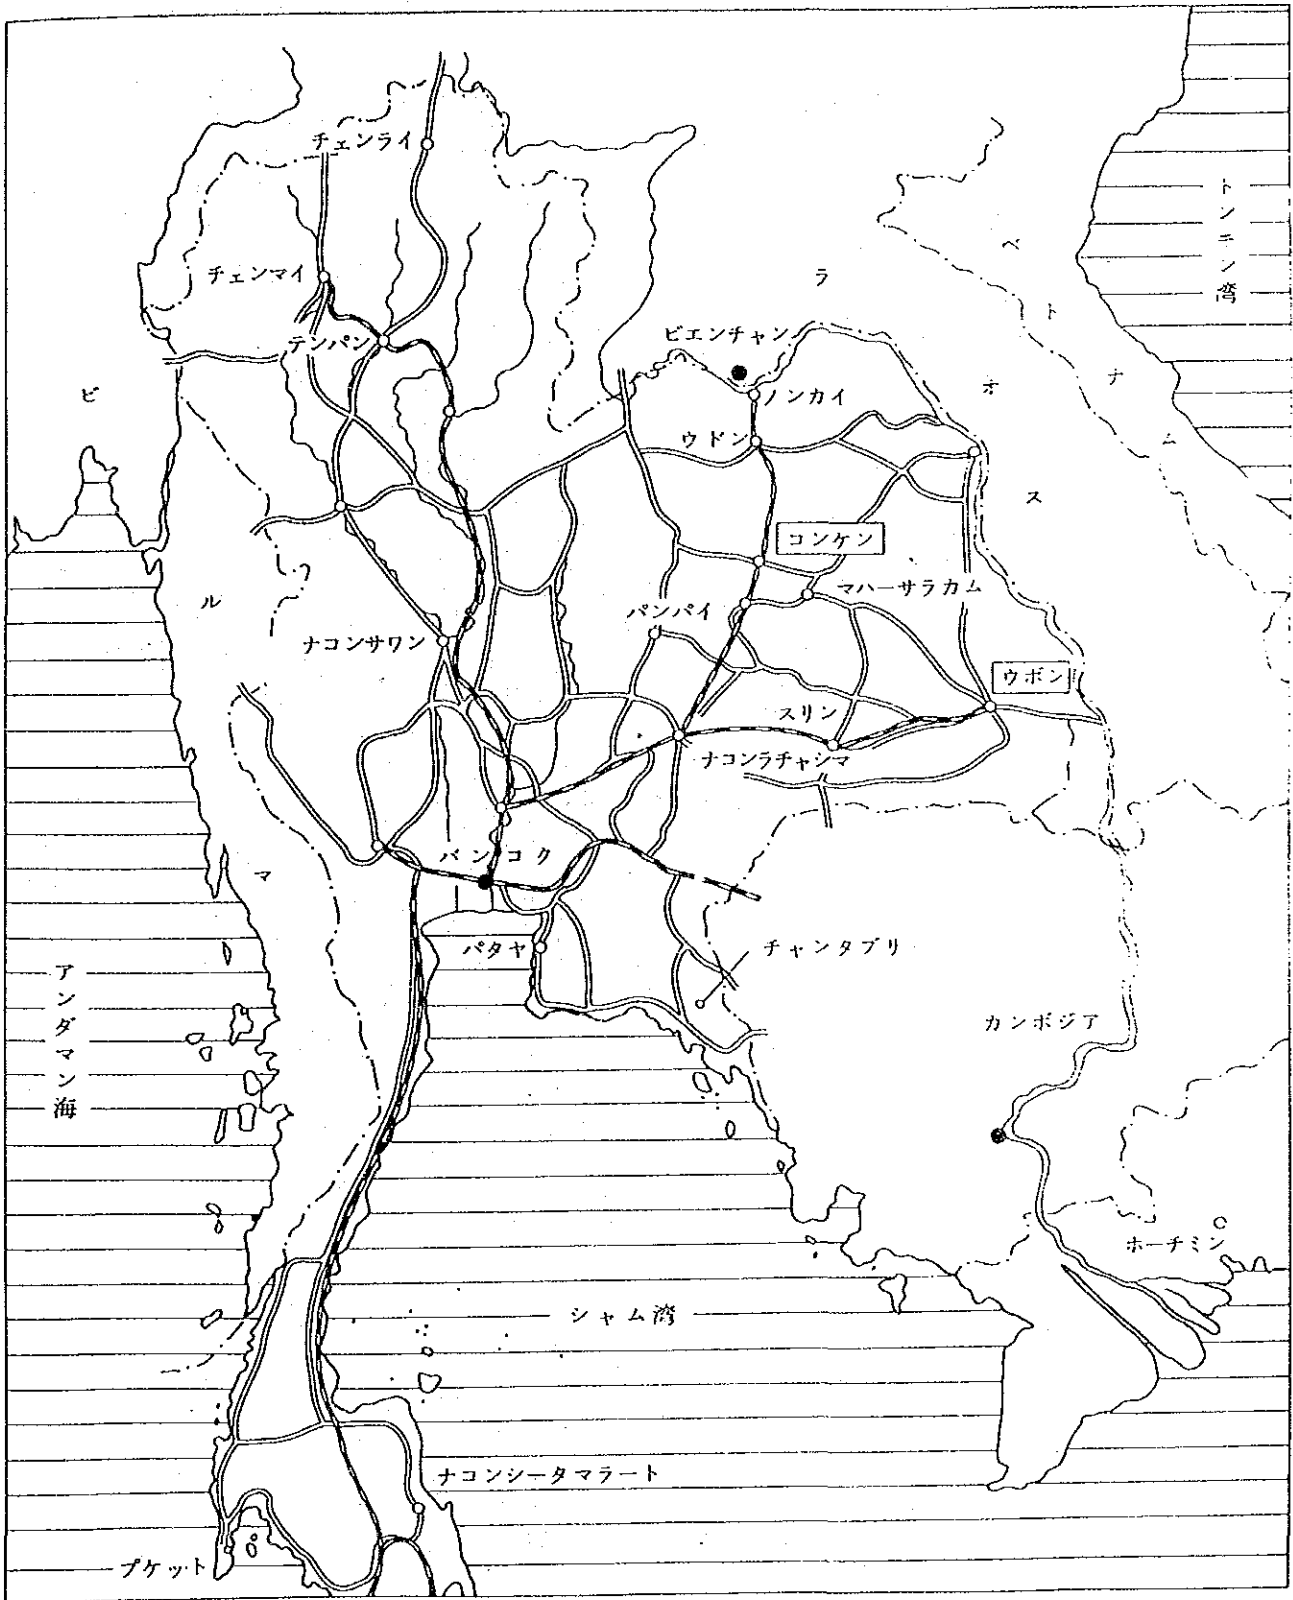 チェンライ
トンキン湾
チェンマイ
ラオス
ベトナム
ビエンチャン
テンパン
ノンカイ
ビルマ
ウドン
コンケン
マハーサラカム
パンパイ
ナコンサワン
ウボン
スリン
ナコンラチャシマ
バンコク
パタヤ
チャンタブリ
アンダマン海
カンボジア
ホーチミン
シャム湾
ナコンシータマラート
プケット